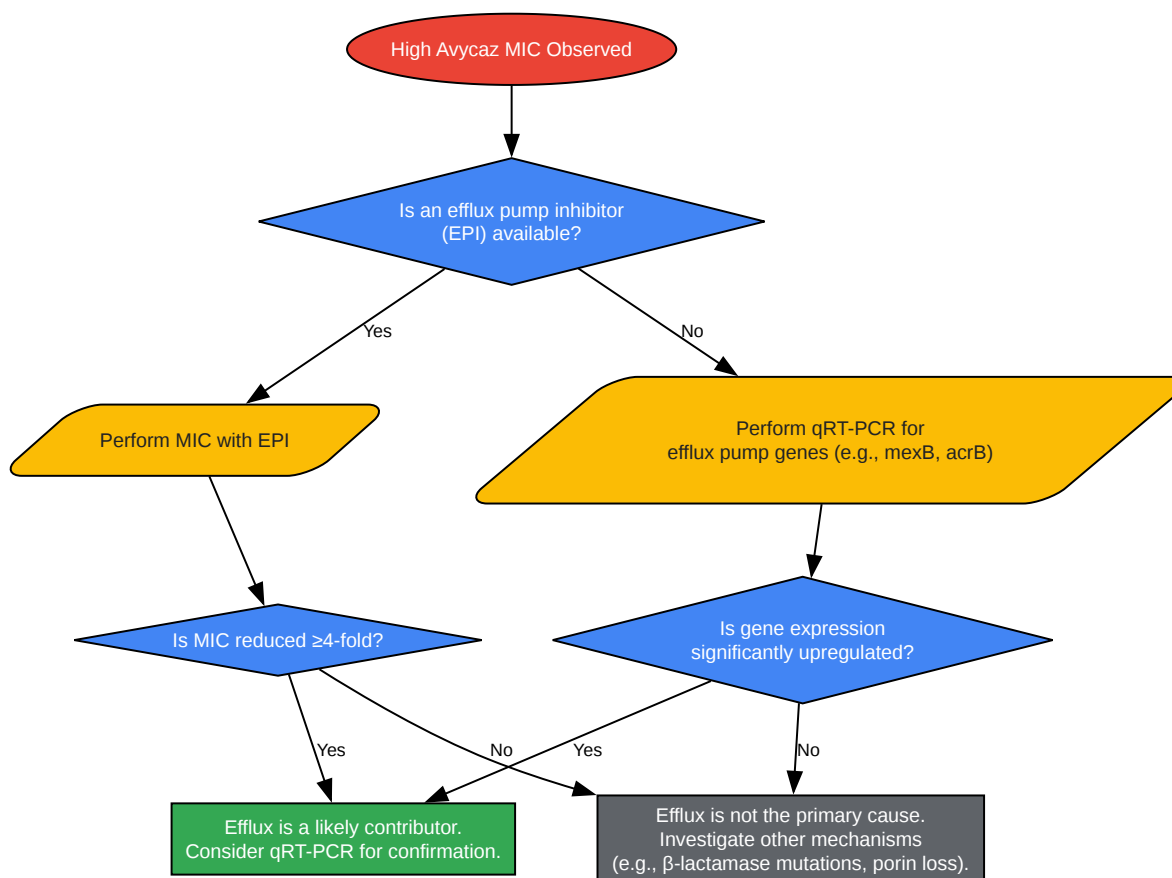 High Avycaz MIC Observed
Is an efflux pump inhibitor
(EPI) available?
Yes
No
Perform MIC with EPI
Perform qRT-PCR for
efflux pump genes (e.g., mexB, acrB)
Is MIC reduced ≥4-fold?
Is gene expression
significantly upregulated?
Yes
No
Yes
No
Efflux is a likely contributor.
Consider qRT-PCR for confirmation.
Efflux is not the primary cause.
Investigate other mechanisms
(e.g., β-lactamase mutations, porin loss).